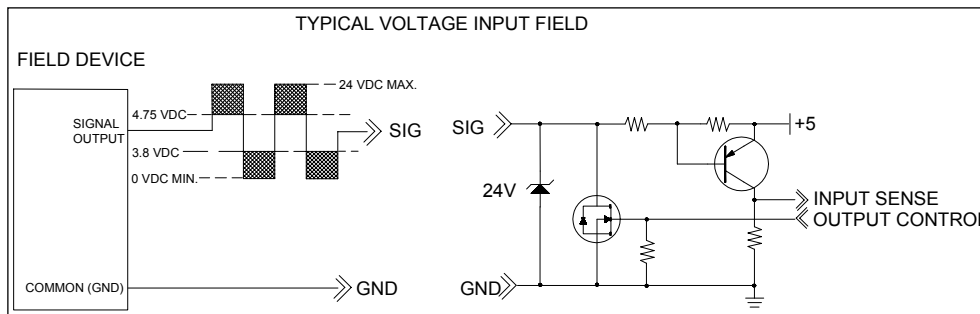 TYPICAL VOLTAGE INPUT FIELD
FIELD DEVICE
24 VDC MAX.
4.75 VDC
SIGNAL
OUTPUT
SIG
3.8 VDC
0 VDC MIN.
COMMON (GND)
GND
SIG
+5
24V
INPUT SENSE
OUTPUT CONTROL
GND